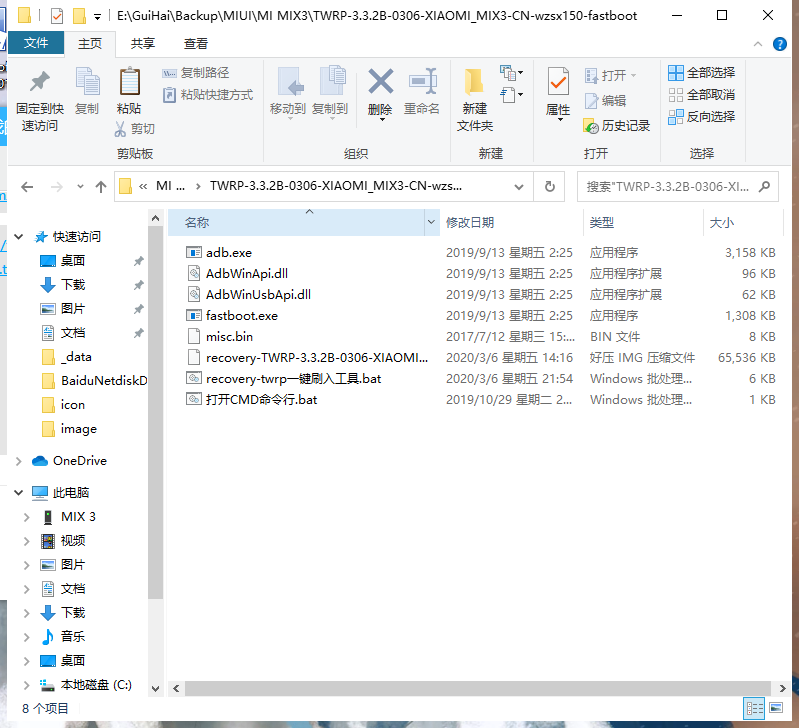 E:\GuiHai\Backup\MIUI\MI MIX3\TWRP-3.3.2B-0306-XIAOMI_MIX3-CN-wzsx150-fastboot
文件 主页 共享 查看
固定到快速访问
复制
粘贴
复制路径
粘贴快捷方式
剪切
剪贴板
移动到 复制到 删除 重命名
组织
新建文件夹
新建
属性
打开
编辑
历史记录
打开
全部选择
全部取消
反向选择
选择
« MI ... › TWRP-3.3.2B-0306-XIAOMI_MIX3-CN-wzs...
搜索"TWRP-3.3.2B-0306-XI...
快速访问
桌面
下载
图片
文档
_data
BaiduNetdiskD
icon
image
OneDrive
此电脑
MIX 3
视频
图片
文档
下载
音乐
桌面
本地磁盘 (C:)
名称 修改日期 类型 大小
adb.exe 2019/9/13 星期五 2:25 应用程序 3,158 KB
AdbWinApi.dll 2019/9/13 星期五 2:25 应用程序扩展 96 KB
AdbWinUsbApi.dll 2019/9/13 星期五 2:25 应用程序扩展 62 KB
fastboot.exe 2019/9/13 星期五 2:25 应用程序 1,308 KB
misc.bin 2017/7/12 星期三 15:... BIN 文件 8 KB
recovery-TWRP-3.3.2B-0306-XIAOMI... 2020/3/6 星期五 14:16 好压 IMG 压缩文件 65,536 KB
recovery-twrp一键刷入工具.bat 2020/3/6 星期五 21:54 Windows 批处理... 6 KB
打开CMD命令行.bat 2019/10/29 星期二 2... Windows 批处理... 1 KB
8 个项目